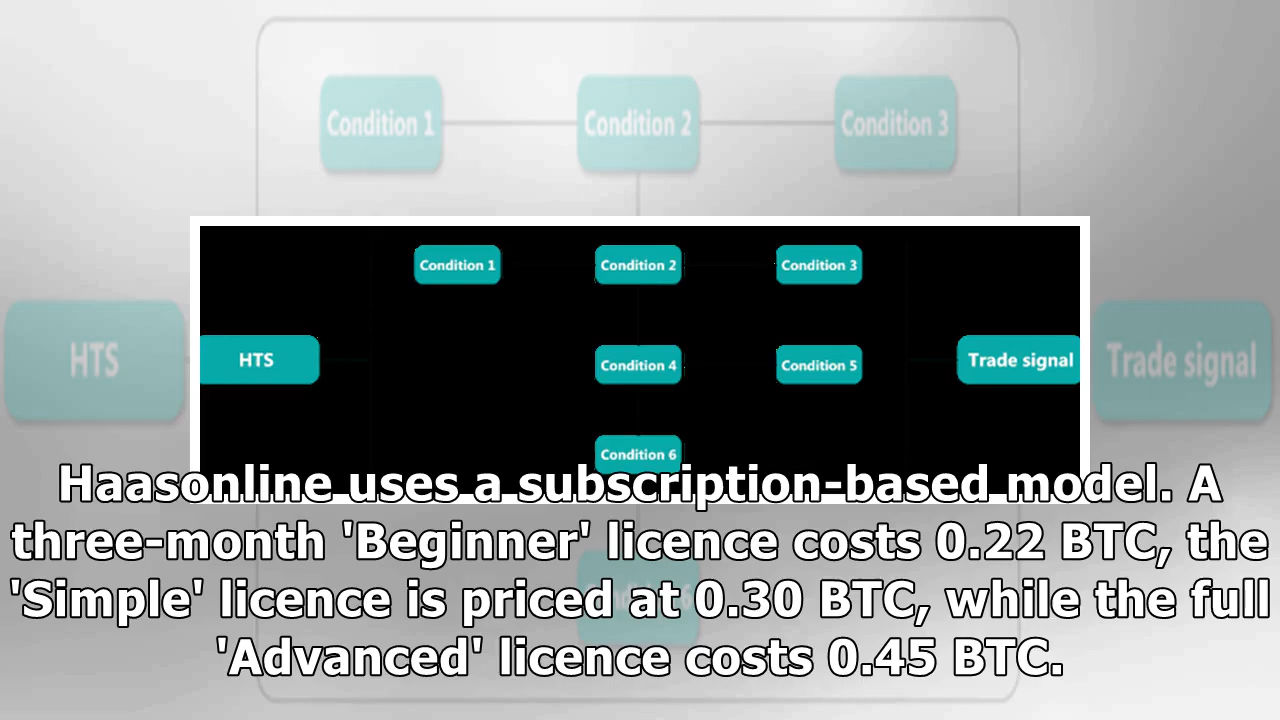 Condition 1 Condition 2 Condition 3
Condition 1 Condition 2 Condition 3
HTS HTS Trade signal Trade signal
Condition 4 Condition 5
Condition 6
Haasonline uses a subscription-based model. A
three-month 'Beginner' licence costs 0.22 BTC, the
'Simple' licence is priced at 0.30 BTC, while the full
'Advanced' licence costs 0.45 BTC.